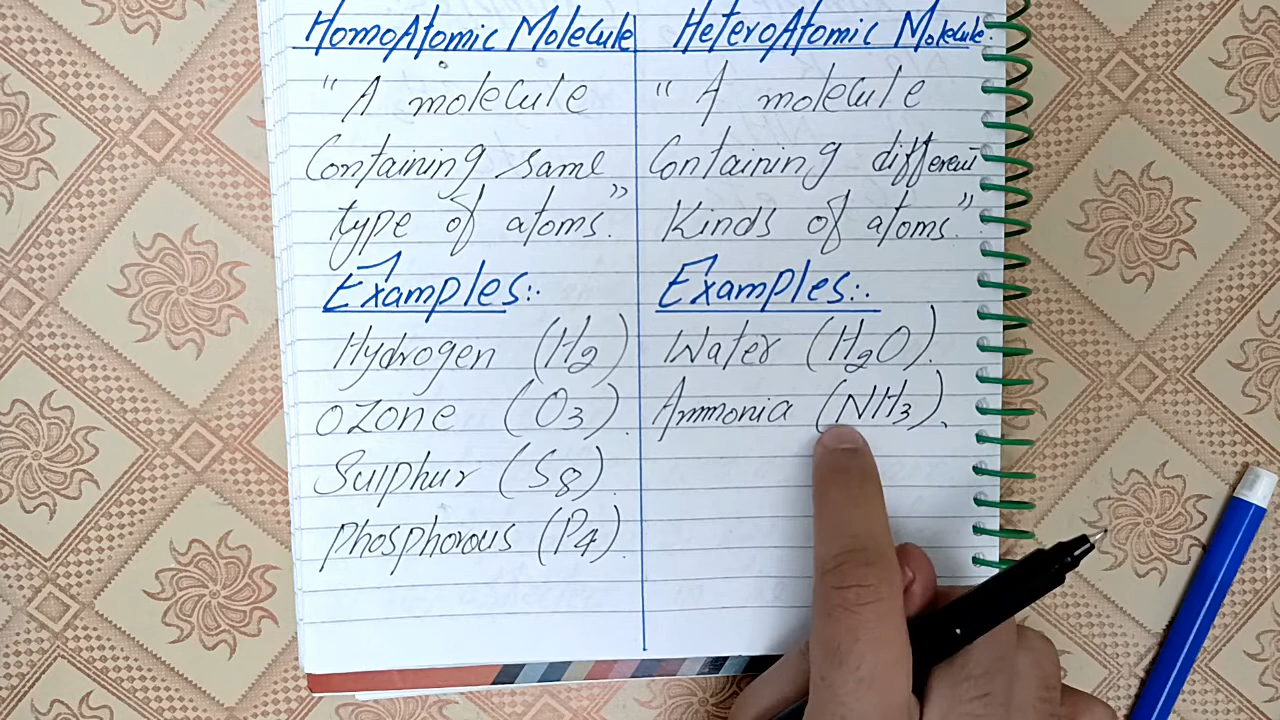 HomoAtomic Molecule
"A molecule
Containing same
type of atoms."
Examples:.
Hydrogen (H2)
Ozone (O3).
Sulphur (S8).
Phosphorous (P4).
HeteroAtomic Molecule.
"A molecule
Containing different
Kinds of atoms."
Examples:.
Water (H2O).
Ammonia (NH3).